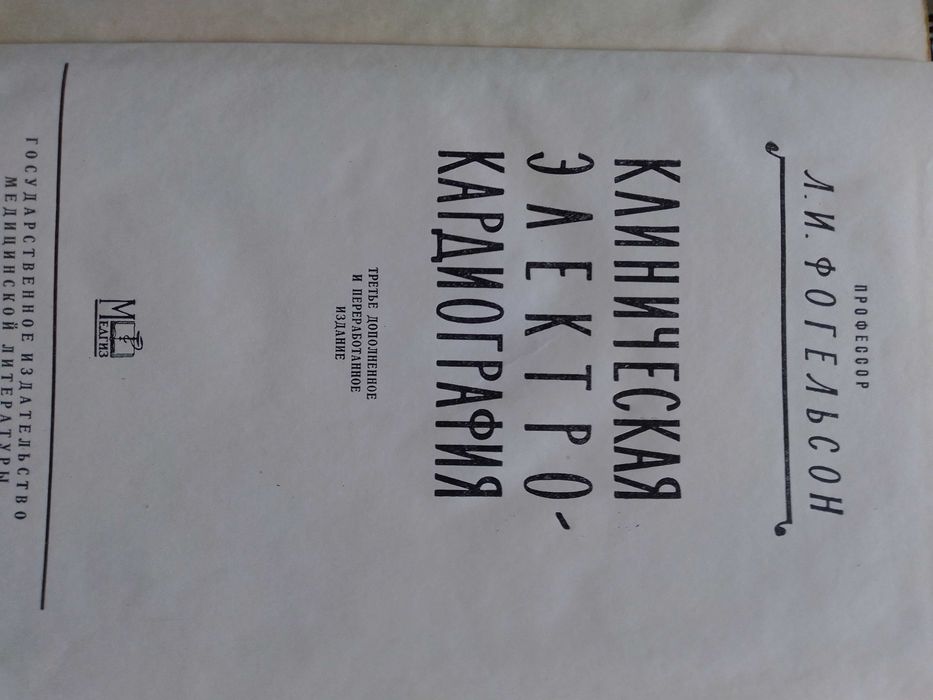 ПРОФЕССОР
Л. И. ФОГЕЛЬСОН
КЛИНИЧЕСКАЯ
ЭЛЕКТРО-
КАРДИОГРАФИЯ
ТРЕТЬЕ ДОПОЛНЕННОЕ
И ПЕРЕРАБОТАННОЕ
ИЗДАНИЕ
МЕДГИЗ
ГОСУДАРСТВЕННОЕ ИЗДАТЕЛЬСТВО
МЕДИЦИНСКОЙ ЛИТЕРАТУРЫ